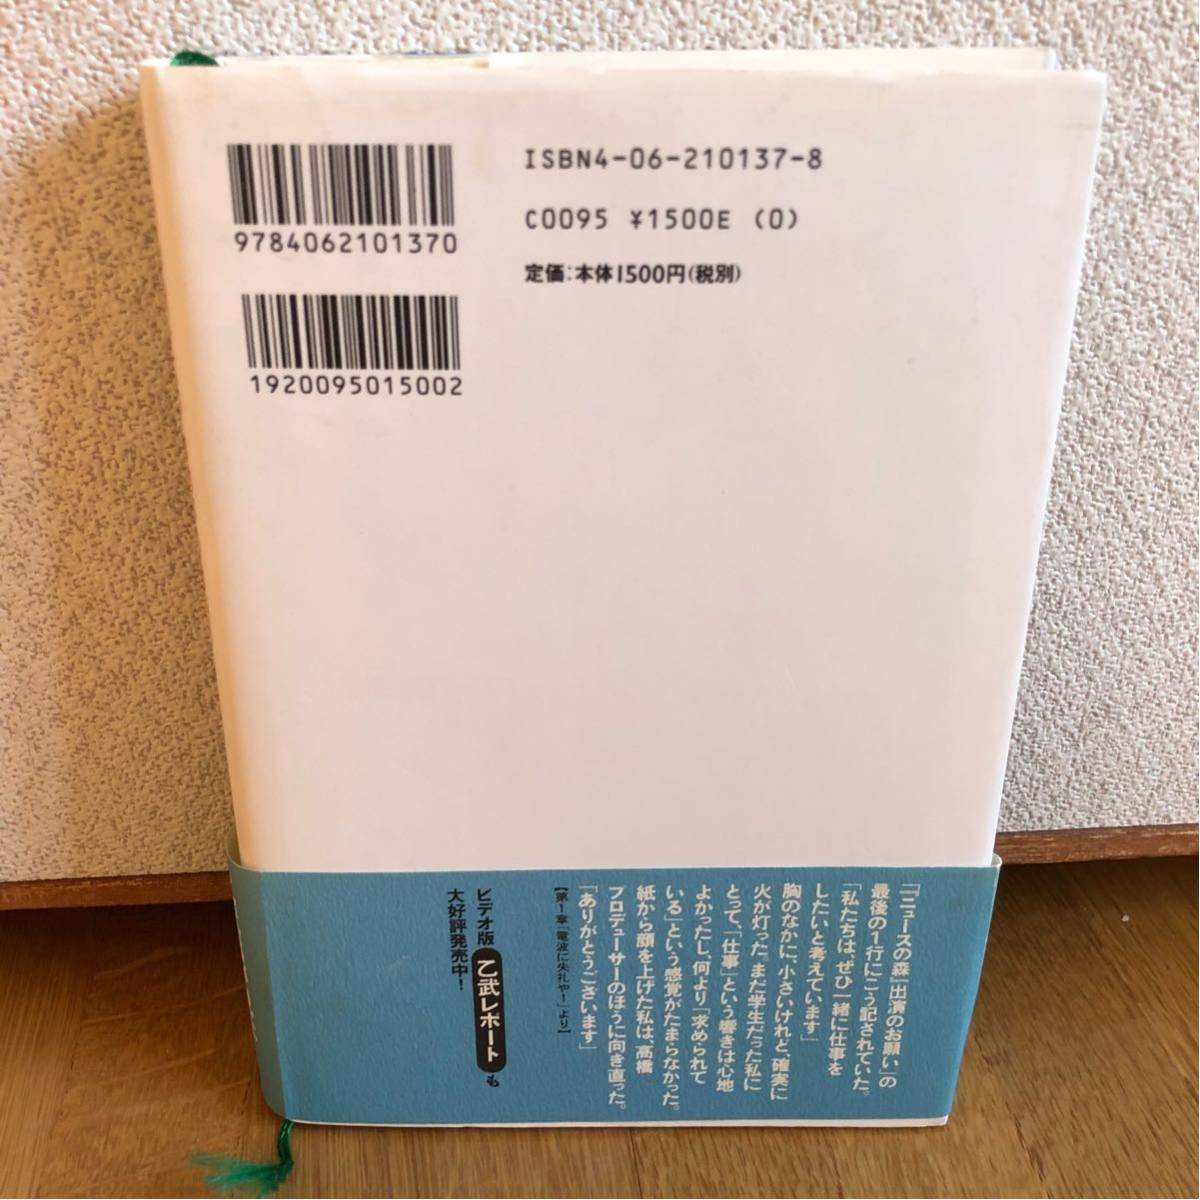 9784062101370
1920095015002
ISBN4-06-210137-8
C0095 ¥1500E (0)
定価:本体1500円(税別)
「『ニュースの森』出演のお願い」の
最後の1行にこう記されていた。
「私たちは、ぜひ一緒に仕事を
したいと考えています」
胸のなかに、小さいけれど、確実に
火が灯った。まだ学生だった私に
とって、「仕事」という響きは心地
よかったし、何より「求められて
いる」という感覚がたまらなかった。
紙から顔を上げた私は、高橋
プロデューサーのほうに向き直った。
「ありがとうございます」
【第1章「電波に失礼や!」より】
ビデオ版 乙武レポート も
大好評発売中!